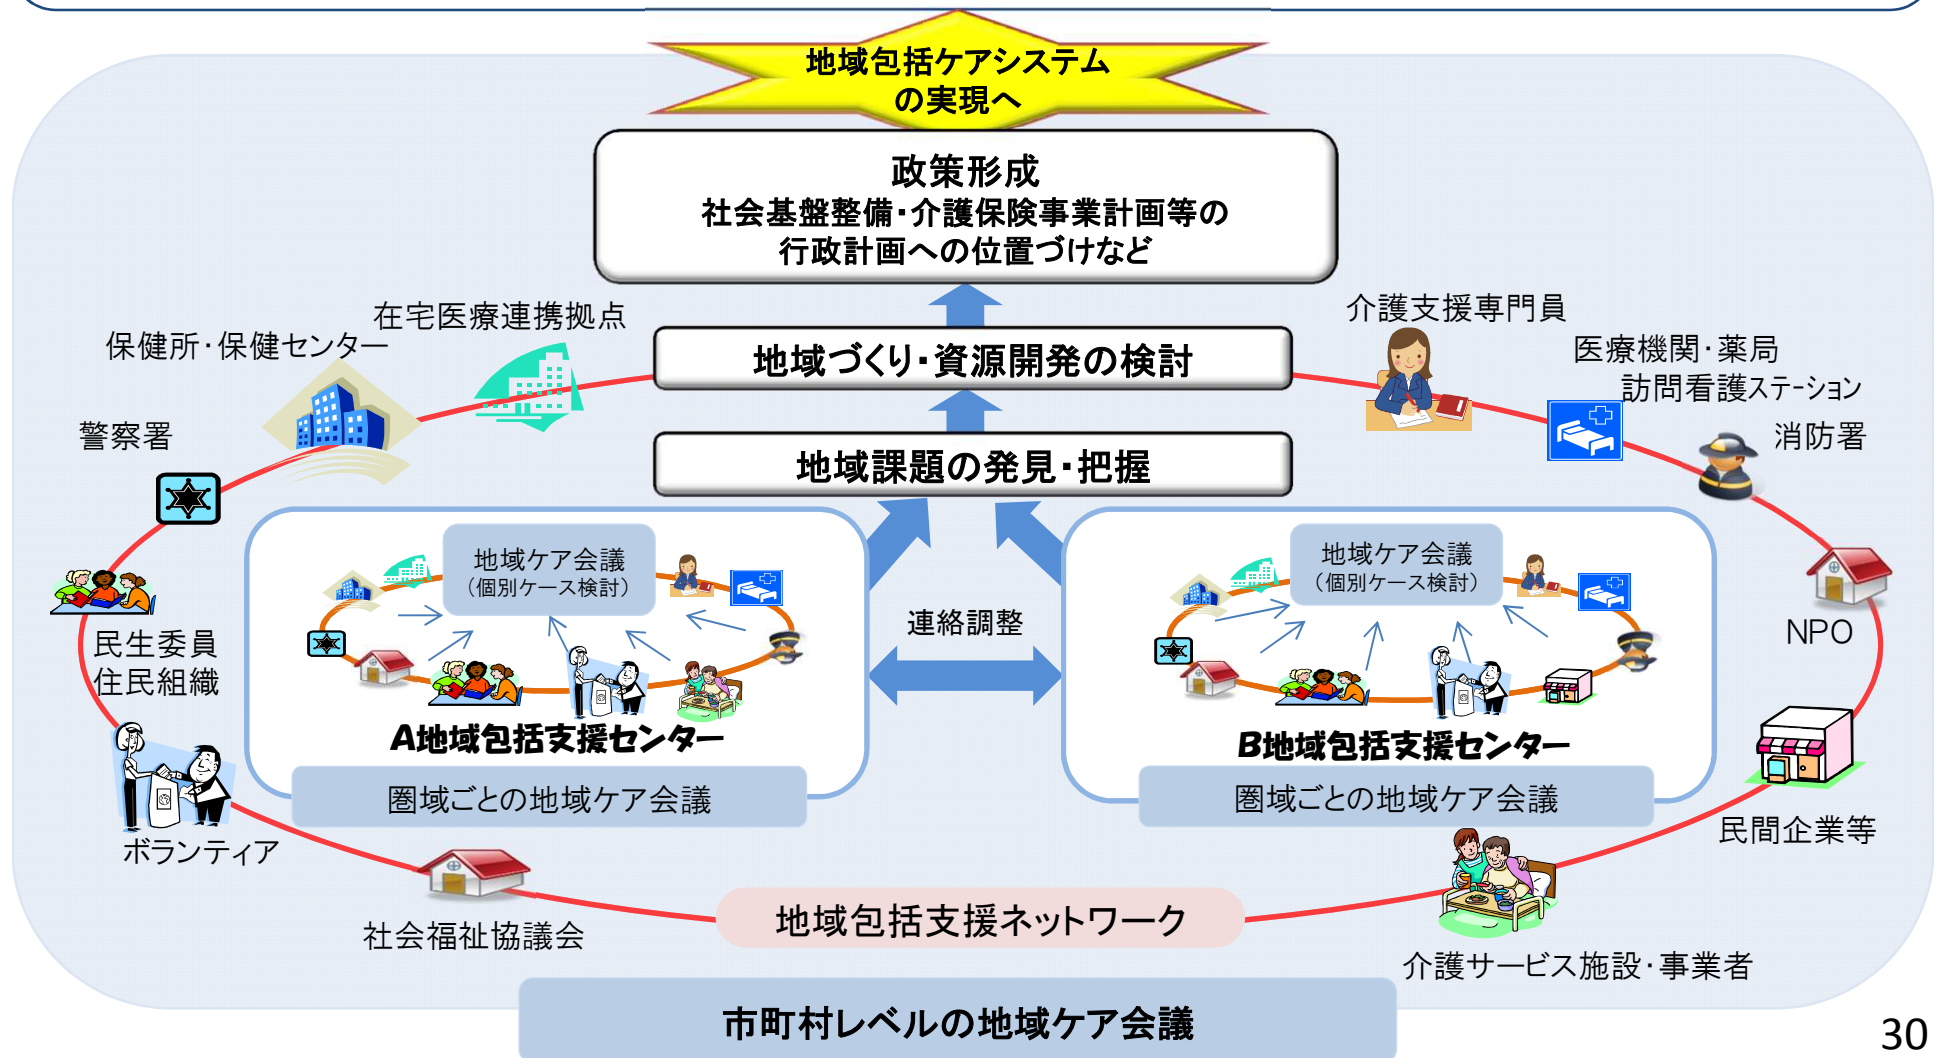 地域包括ケアシステム
の実現へ
政策形成
社会基盤整備・介護保険事業計画等の
行政計画への位置づけなど
在宅医療連携拠点
保健所・保健センター
介護支援専門員
医療機関・薬局
訪問看護ステーション
地域づくり・資源開発の検討
警察署
消防署
地域課題の発見・把握
地域ケア会議
(個別ケース検討)
地域ケア会議
(個別ケース検討)
連絡調整
民生委員
住民組織
NPO
A地域包括支援センター
B地域包括支援センター
圏域ごとの地域ケア会議
圏域ごとの地域ケア会議
ボランティア
民間企業等
社会福祉協議会
地域包括支援ネットワーク
介護サービス施設・事業者
市町村レベルの地域ケア会議
30